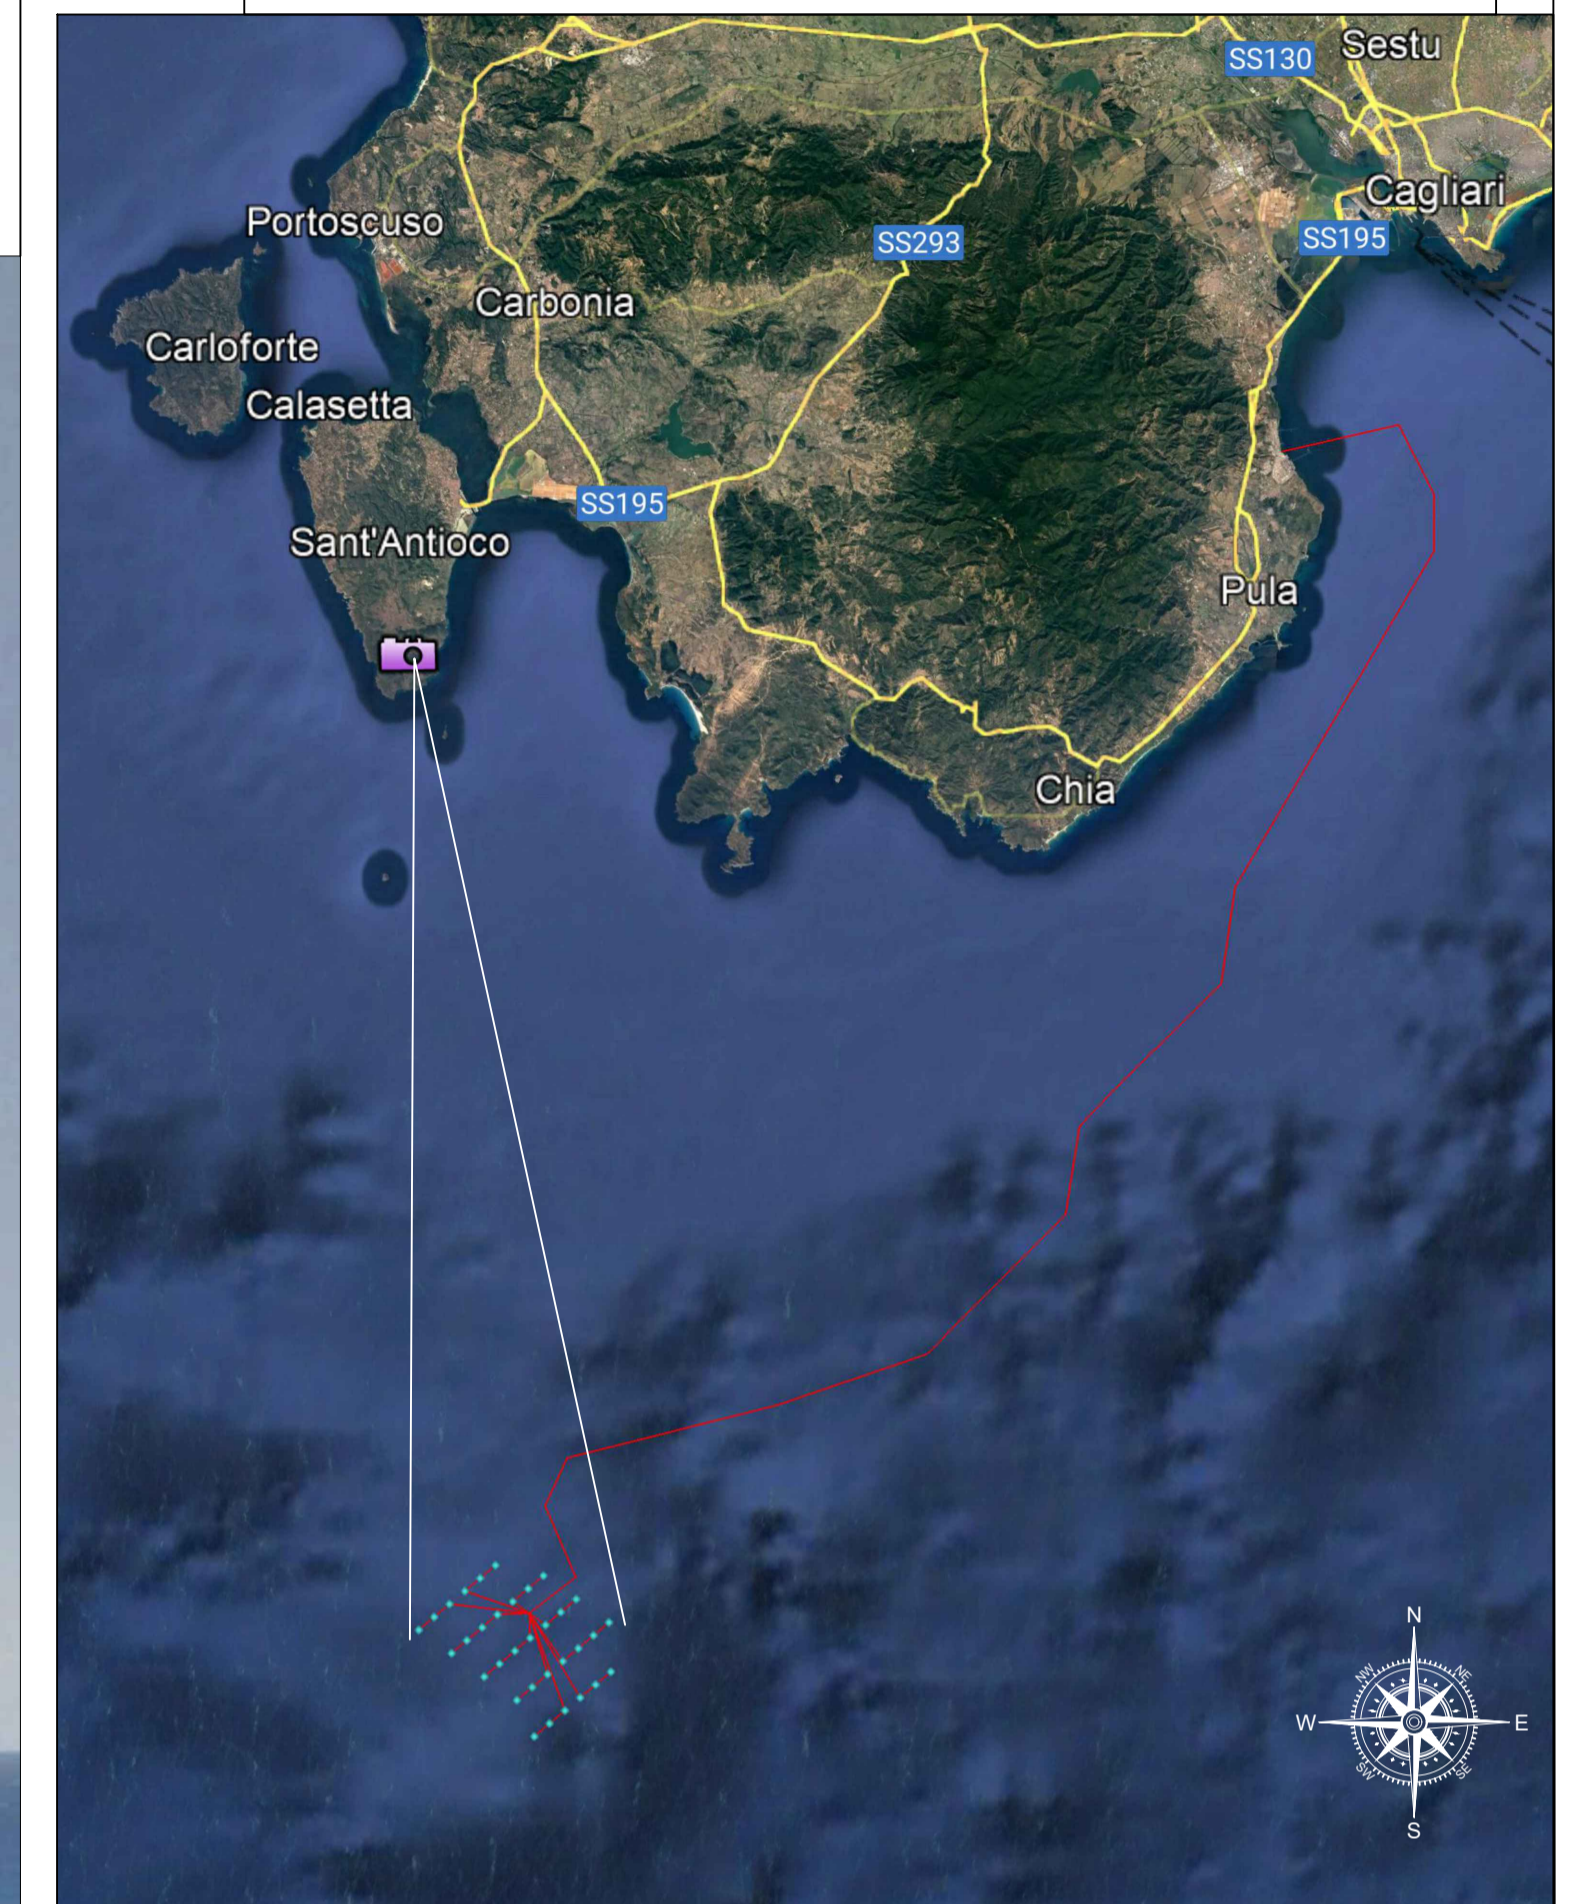 Sestu
SS130
Cagliari
Portoscuso
SS293
SS195
Carbonia
Carloforte
Calasetta
SS195
Sant'Antioco
Pula
Chia
N
NW
NE
W
E
SW
SE
S